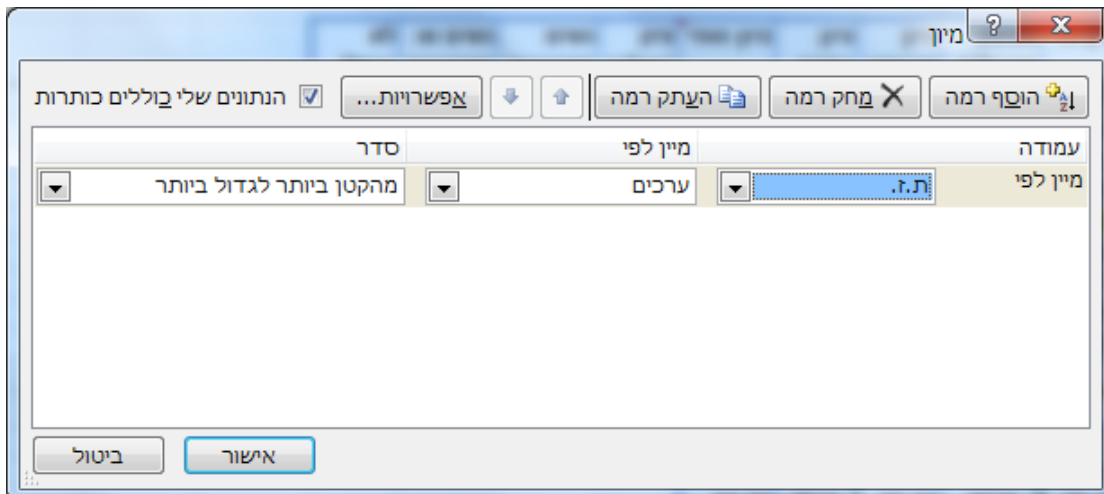 מיון
הוסף רמה מחק רמה העתק רמה אפשרויות... הנתונים שלי כוללים כותרות
עמודה מיין לפי סדר
מיין לפי ת.ז. ערכים מהקטן ביותר לגדול ביותר
אישור ביטול